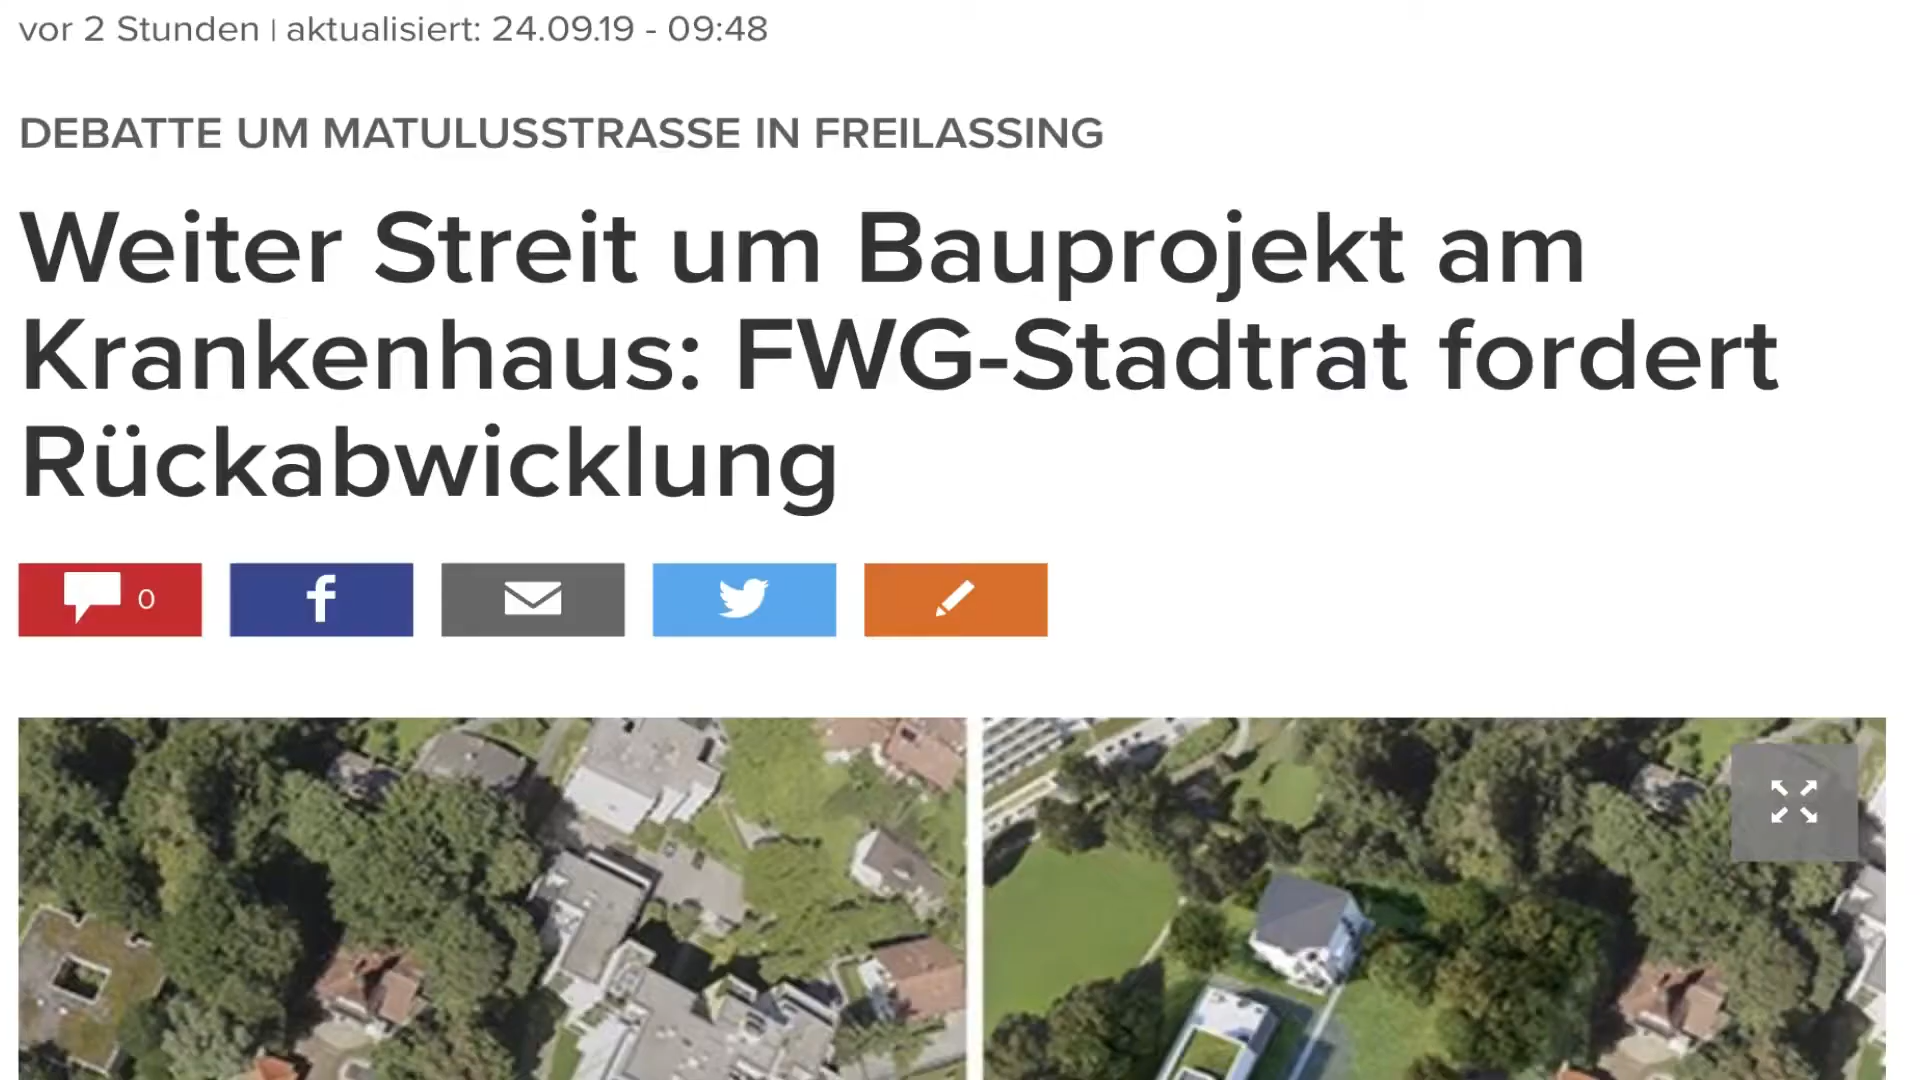 vor 2 Stunden | aktualisiert: 24.09.19 - 09:48
DEBATTE UM MATULUSSTRASSE IN FREILASSING
Weiter Streit um Bauprojekt am
Krankenhaus: FWG-Stadtrat fordert
Rückabwicklung
0